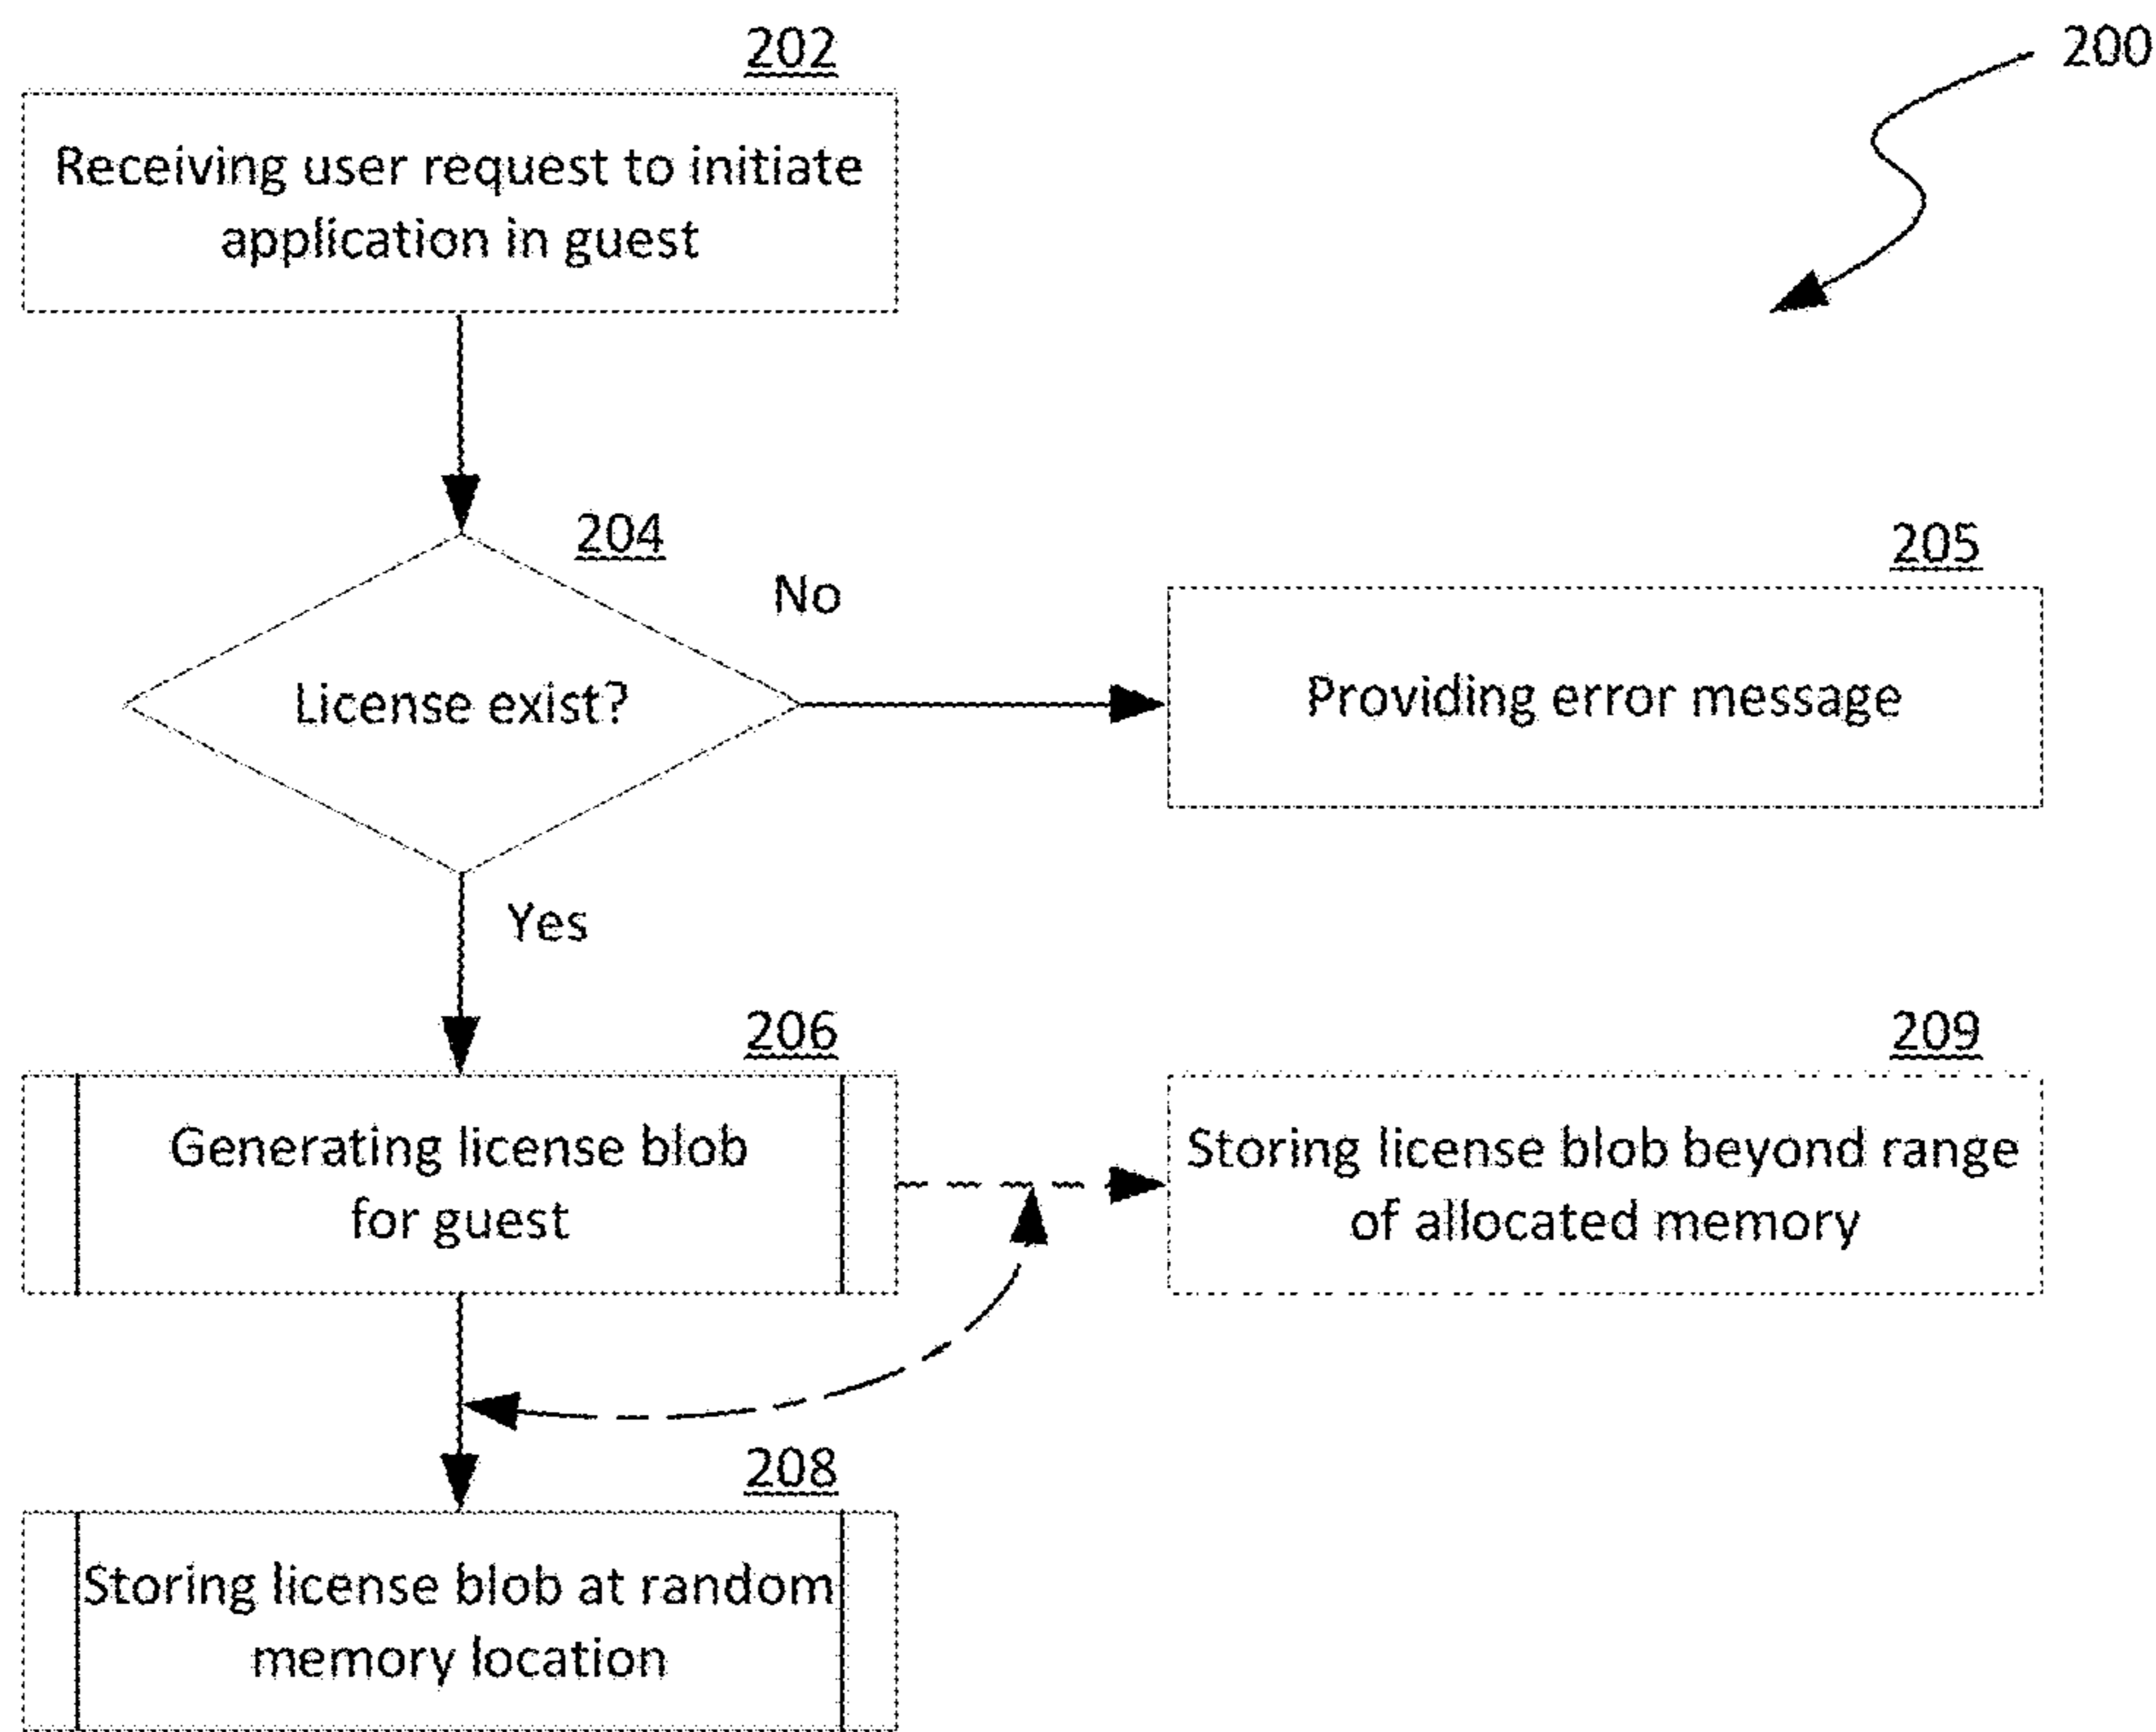 202
200
Receiving user request to initiate
application in guest
204
No
205
License exist?
Providing error message
Yes
206
209
Generating license blob
for guest
Storing license blob beyond range
of allocated memory
208
Storing license blob at random
memory location